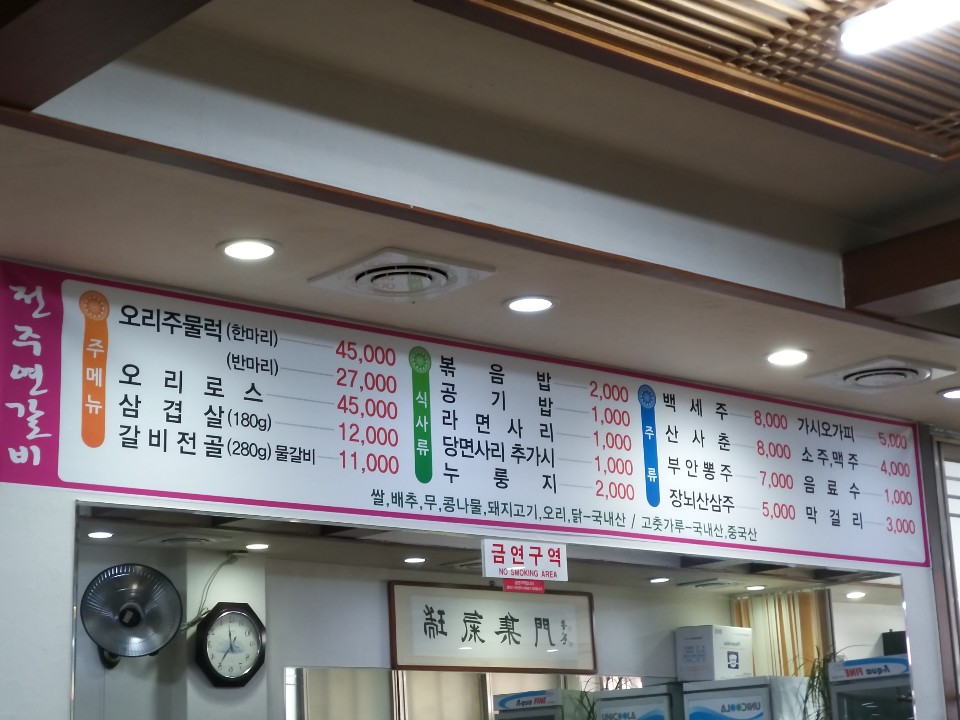 전주연갈비
주메뉴
오리주물럭 (한마리) 45,000
(반마리) 27,000
오리로스 45,000
삼겹살 (180g) 12,000
갈비전골 (280g) 물갈비 11,000
식사류
볶음밥 2,000
공기밥 1,000
라면사리 1,000
당면사리 추가시 1,000
누룽지 2,000
주류
백세주 8,000 가시오가피 5,000
산사춘 8,000 소주,맥주 4,000
부안뽕주 7,000 음료수 1,000
장뇌산삼주 5,000 막걸리 3,000
쌀,배추,무,콩나물,돼지고기,오리,닭-국내산 / 고춧가루-국내산,중국산
금연구역
NO SMOKING AREA
Aqua FINE
UNICOOLA
Aqua FINE